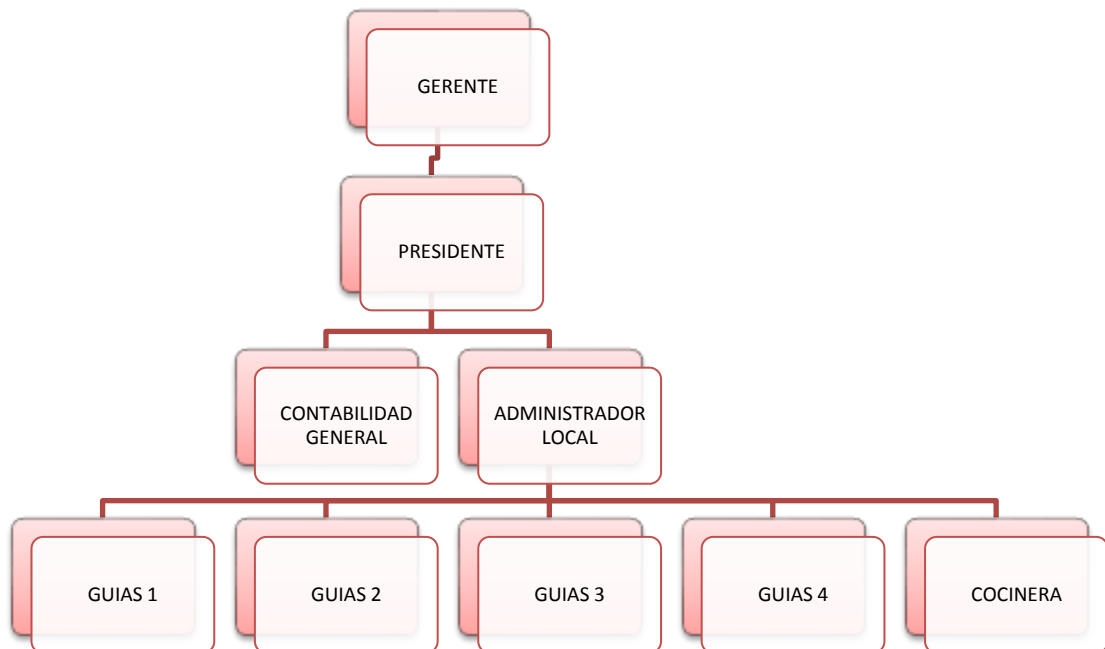 GERENTE
PRESIDENTE
CONTABILIDAD
GENERAL
ADMINISTRADOR
LOCAL
GUIAS 1
GUIAS 2
GUIAS 3
GUIAS 4
COCINERA